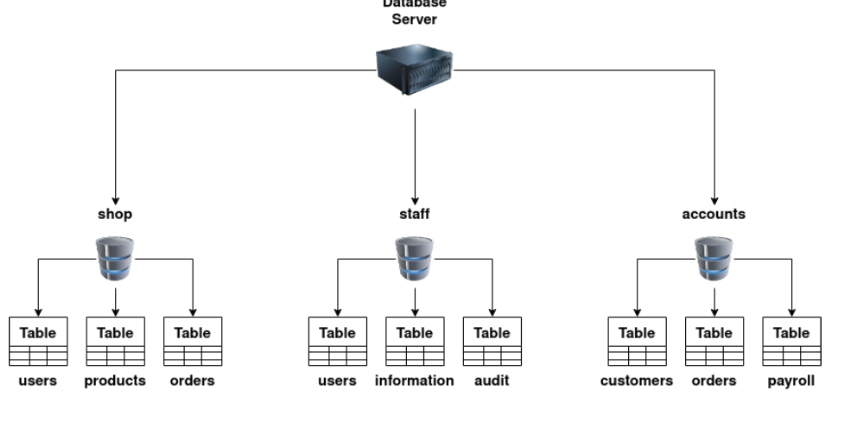 Database
Server
shop
staff
accounts
Table
Table
Table
Table
Table
Table
Table
Table
Table
users
products
orders
users
information
audit
customers
orders
payroll